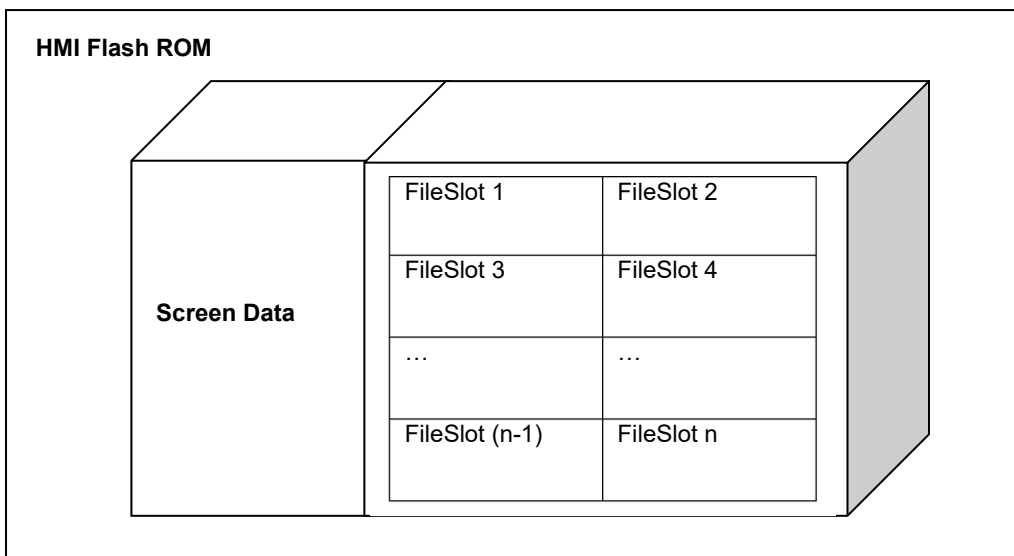 HMI Flash ROM
FileSlot 1
FileSlot 2
FileSlot 3
FileSlot 4
Screen Data
…
…
FileSlot (n-1)
FileSlot n